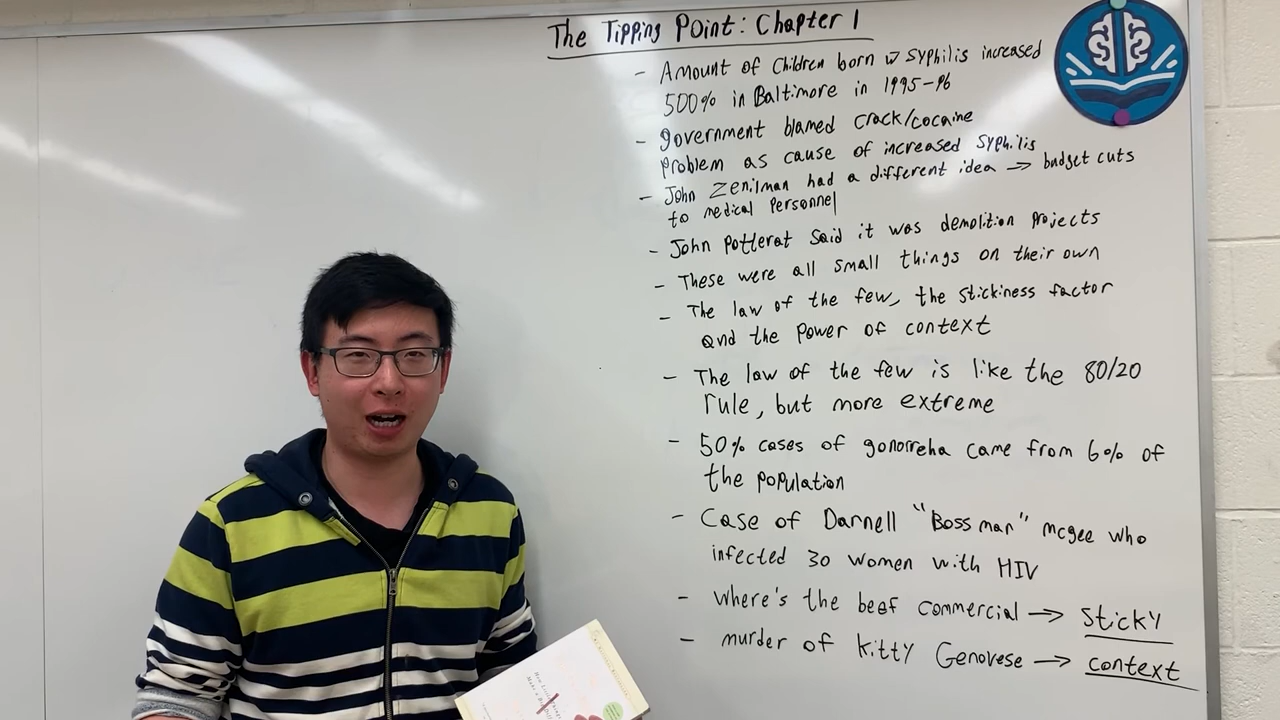 The Tipping Point: Chapter 1
- Amount of Children born w syphilis increased
500% in Baltimore in 1995-96
- government blamed crack/cocaine
problem as cause of increased syphilis
- John Zenilman had a different idea → budget cuts
to medical personnel
- John Potterat said it was demolition projects
- These were all small things on their own
- The law of the few, the stickiness factor
and the power of context
- The law of the few is like the 80/20
rule, but more extreme
- 50% cases of gonorreha came from 6% of
the population
- Case of Darnell "Boss man" mcgee who
infected 30 women with HIV
- where's the beef commercial → sticky
- murder of Kitty Genovese → context